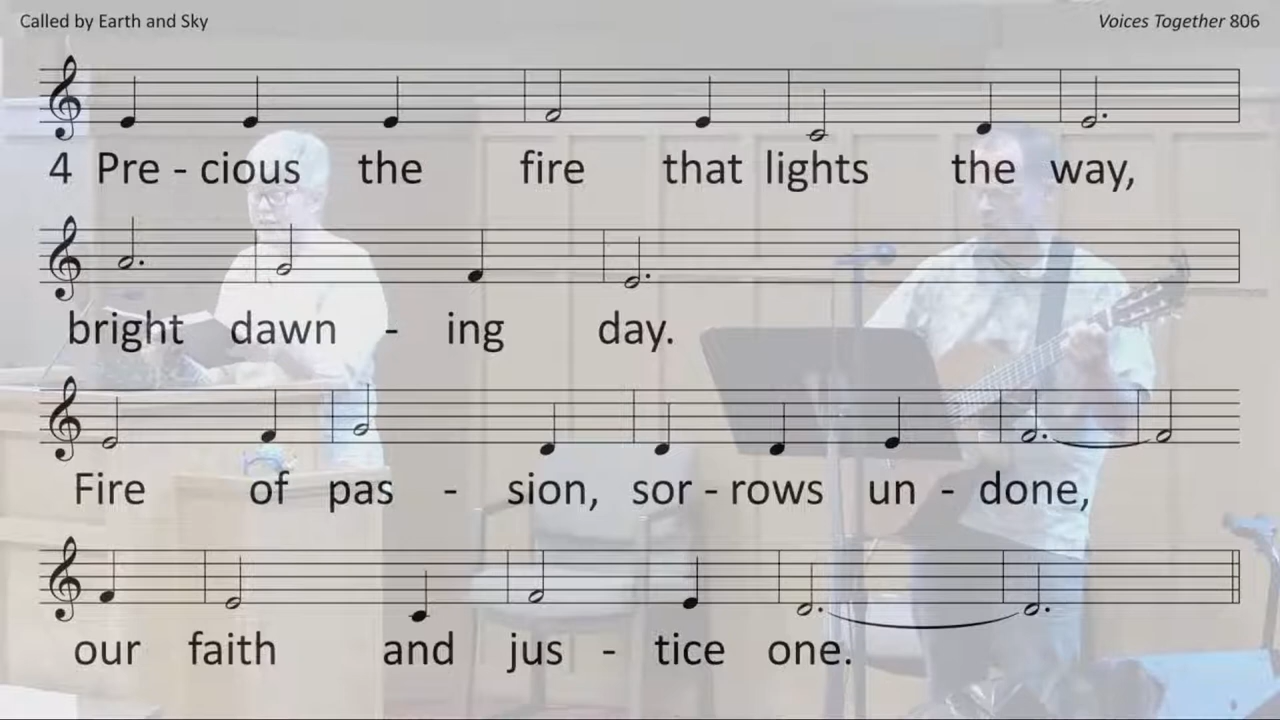 Called by Earth and Sky
Voices Together 806
4 Pre - cious the fire that lights the way,
bright dawn - ing day.
Fire of pas - sion, sor - rows un - done,
our faith and jus - tice one.